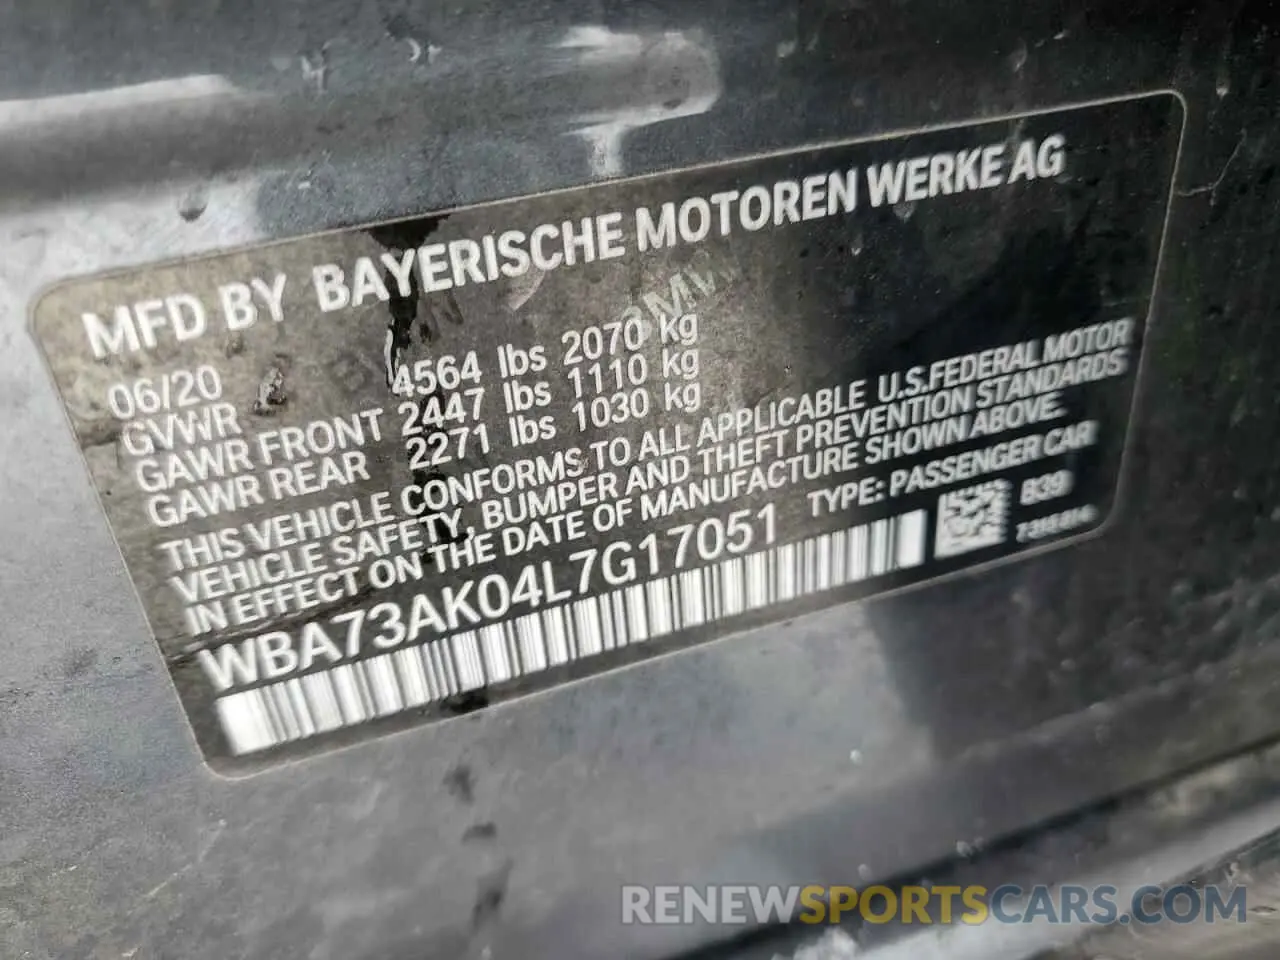 MFD BY BAYERISCHE MOTOREN WERKE AG
06/20
GVWR 4564 lbs 2070 kg
GAWR FRONT 2447 lbs 1110 kg
GAWR REAR 2271 lbs 1030 kg
THIS VEHICLE CONFORMS TO ALL APPLICABLE U.S.FEDERAL MOTOR
VEHICLE SAFETY, BUMPER AND THEFT PREVENTION STANDARDS
IN EFFECT ON THE DATE OF MANUFACTURE SHOWN ABOVE.
WBA73AK04L7G17051 TYPE: PASSENGER CAR
B39
BMW
RENEWSPORTSCARS.COM